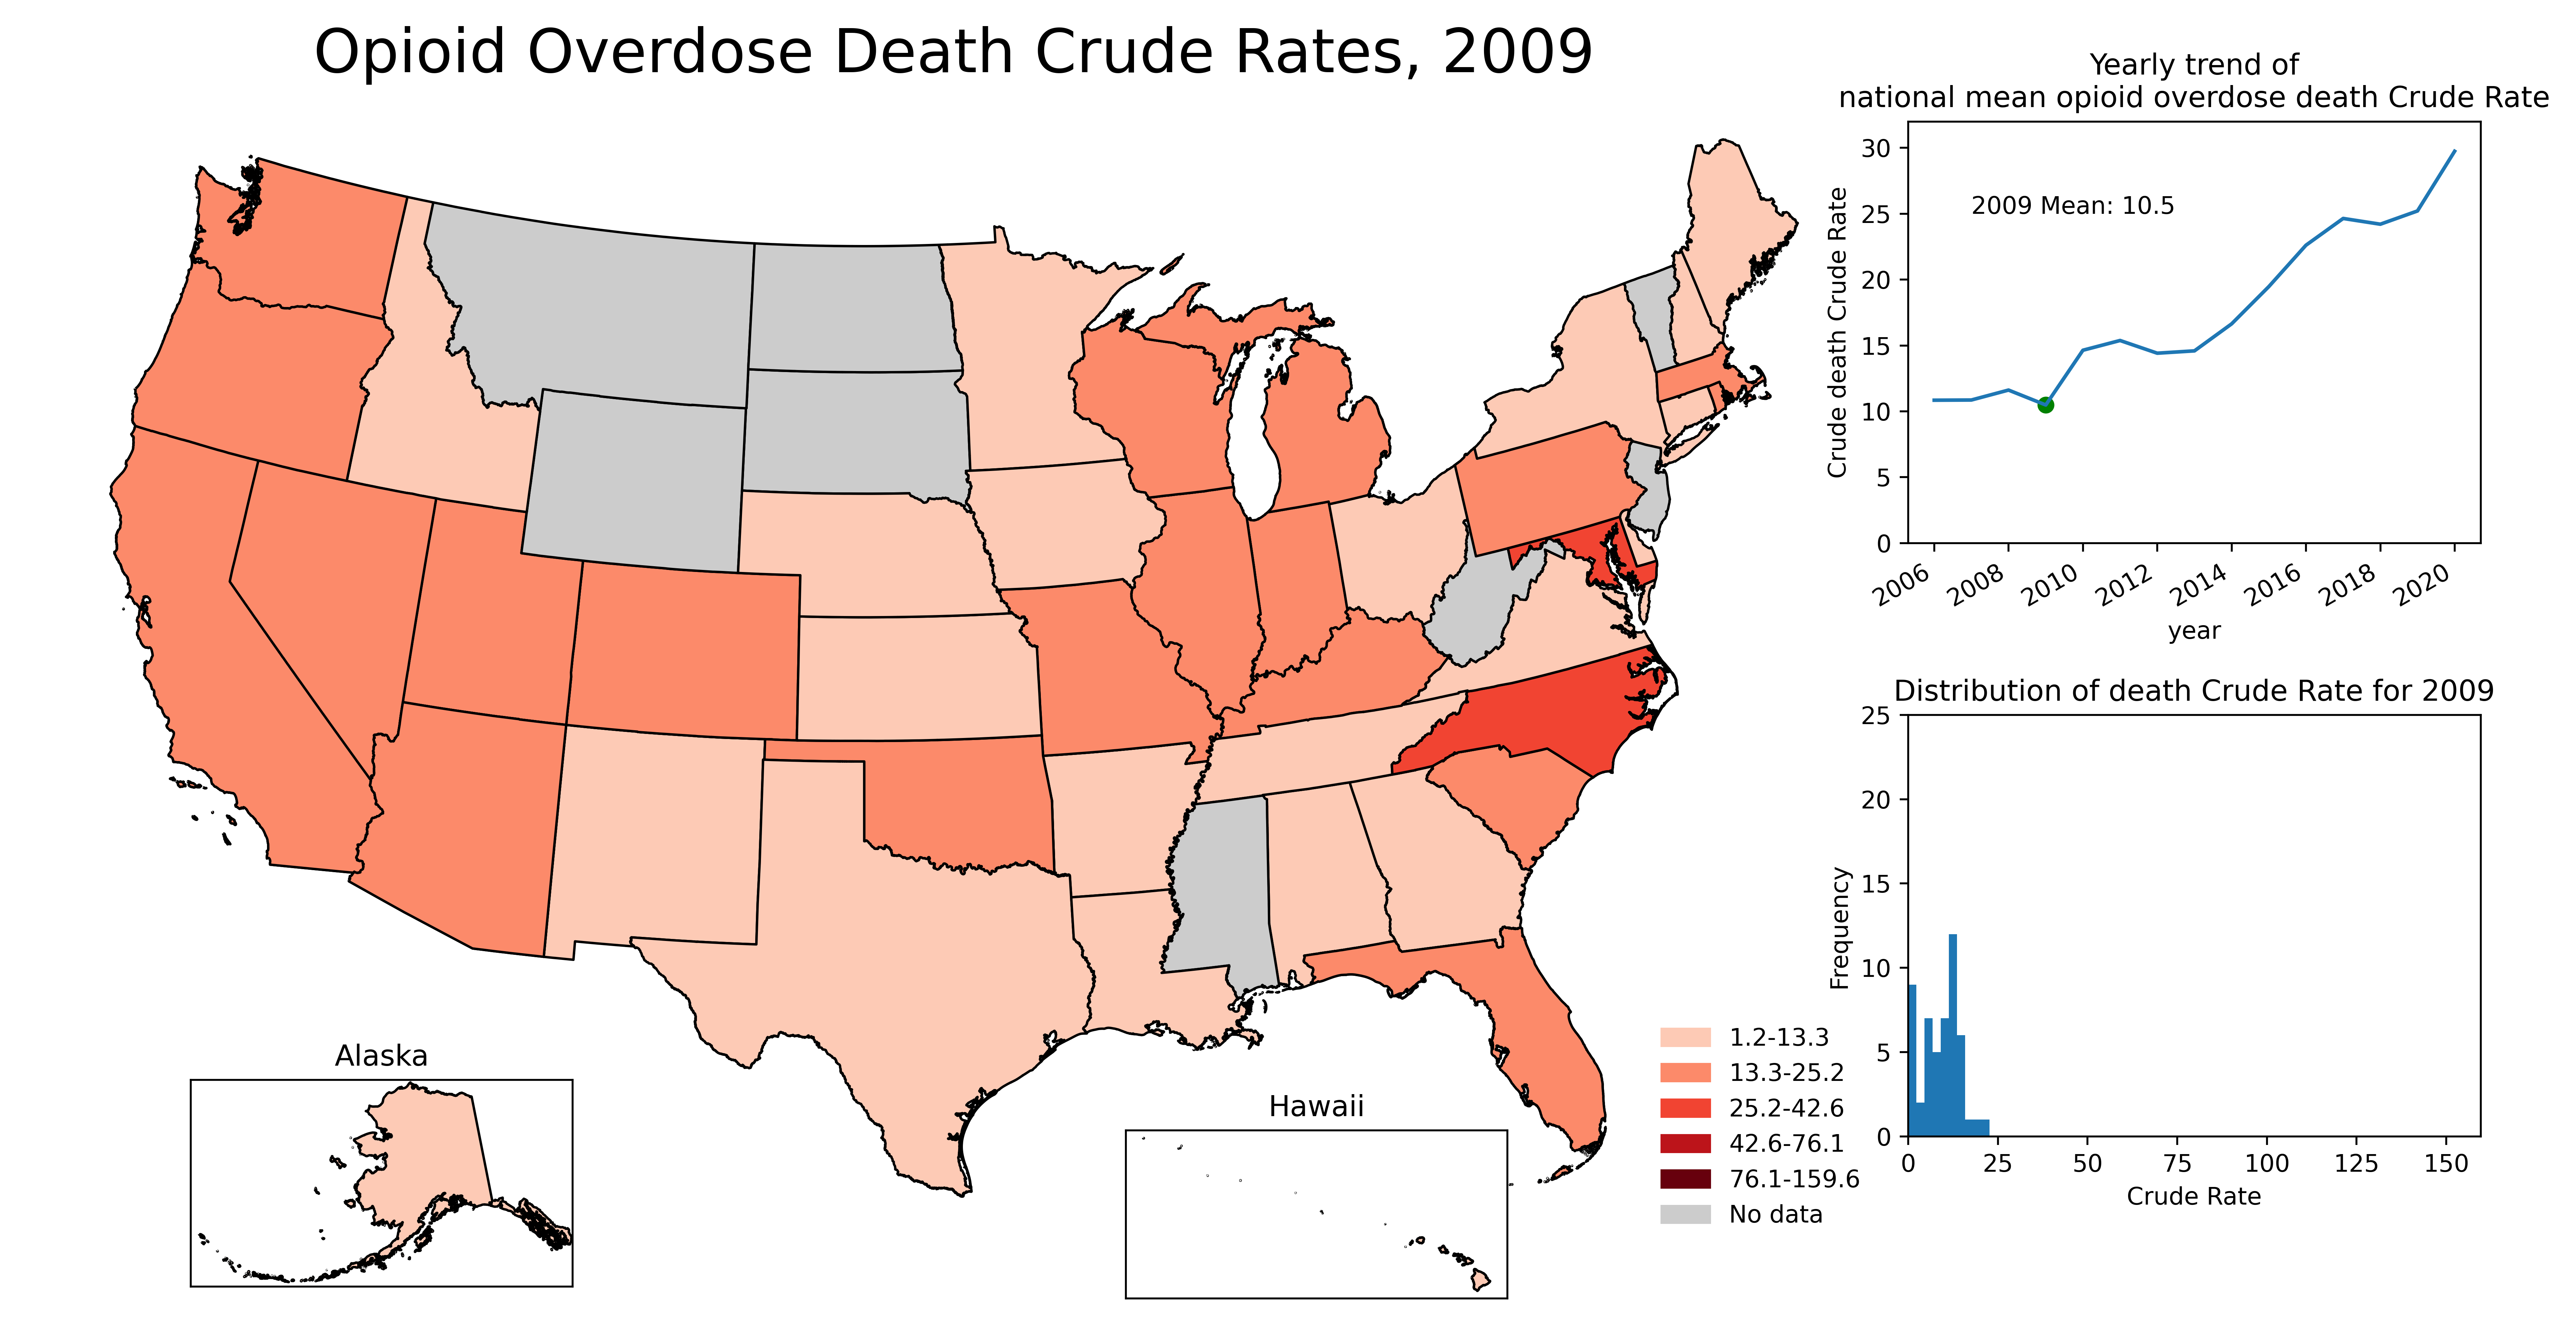 Opioid Overdose Death Crude Rates, 2009
Alaska
Hawaii
1.2-13.3
13.3-25.2
25.2-42.6
42.6-76.1
76.1-159.6
No data
Yearly trend of
national mean opioid overdose death Crude Rate
Crude death Crude Rate
30
25
20
15
10
5
0
2009 Mean: 10.5
2006
2008
2010
2012
2014
2016
2018
2020
year
Distribution of death Crude Rate for 2009
Frequency
25
20
15
10
5
0
0
25
50
75
100
125
150
Crude Rate